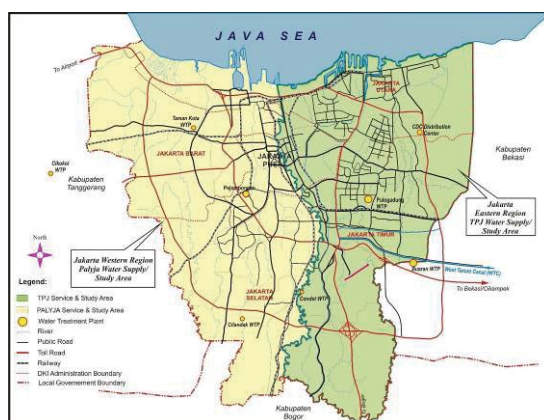 JAVA SEA
To Airport
JAKARTA
UTARA
Taman Kota
WTP
CDC Distribution
Center
Kabupaten
Bekasi
Cikokol
WTP
Kabupaten
Tanggerang
JAKARTA BARAT
JAKARTA
Pejompongan
Pulogadung
WTP
Jakarta
Eastern Region
TPJ Water Supply/
Study Area
North
Jakarta Western Region
Palyja Water Supply/
Study Area
JAKARTA TIMUR
West Tarum Canal (WTC)
Buaran WTP
To Bekasi/Cikampek
Legend:
TPJ Service & Study Area
PALYJA Service & Study Area
Water Treatment Plant
River
Public Road
Toll Road
Railway
DKI Administration Boundary
Local Governement Boundary
JAKARTA
SELATAN
Condet WTP
Cilandak WTP
Kabupaten
Bogor